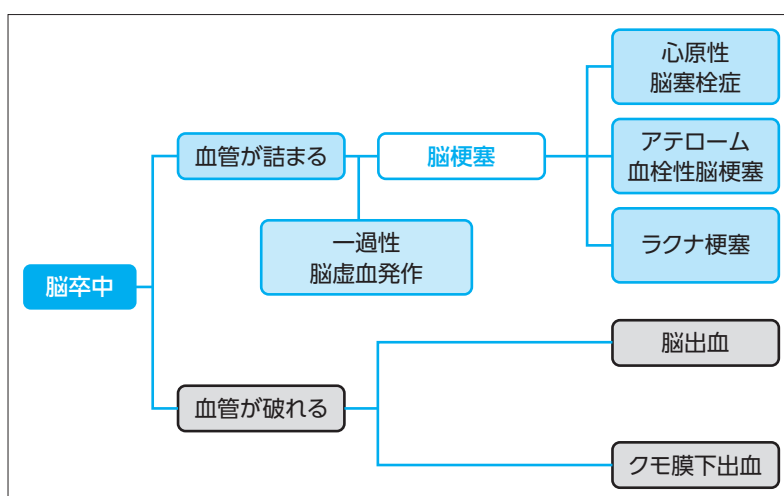 心原性
脳塞栓症
血管が詰まる
脳梗塞
アテローム
血栓性脳梗塞
一過性
脳虚血発作
ラクナ梗塞
脳卒中
脳出血
血管が破れる
クモ膜下出血